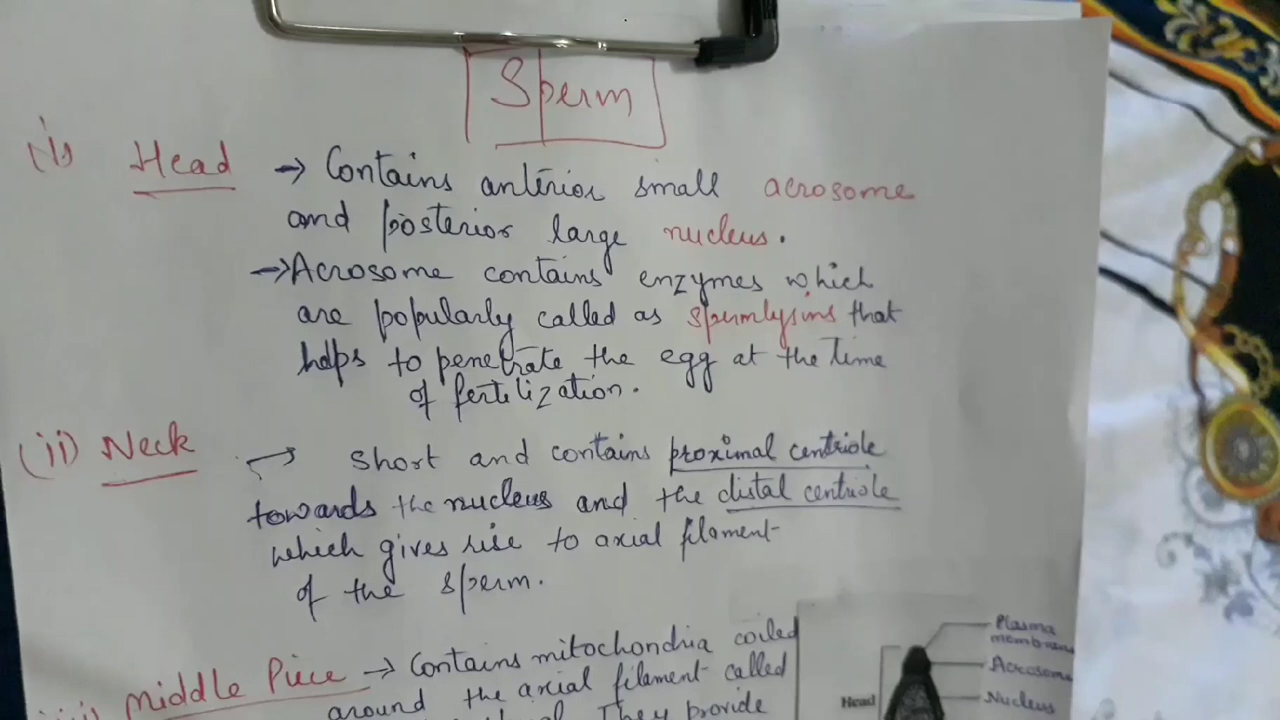 Sperm
(i) Head → Contains anterior small acrosome
and posterior large nucleus.
→ Acrosome contains enzymes which
are popularly called as spermlysins that
helps to penetrate the egg at the time
of fertilization.
(ii) Neck → Short and contains proximal centriole
towards the nucleus and the distal centriole
which gives rise to axial filament
of the sperm.
(iii) Middle Piece → Contains mitochondria coiled
around the axial filament called
They provide
Plasma
membrane
Acrosome
Head
Nucleus